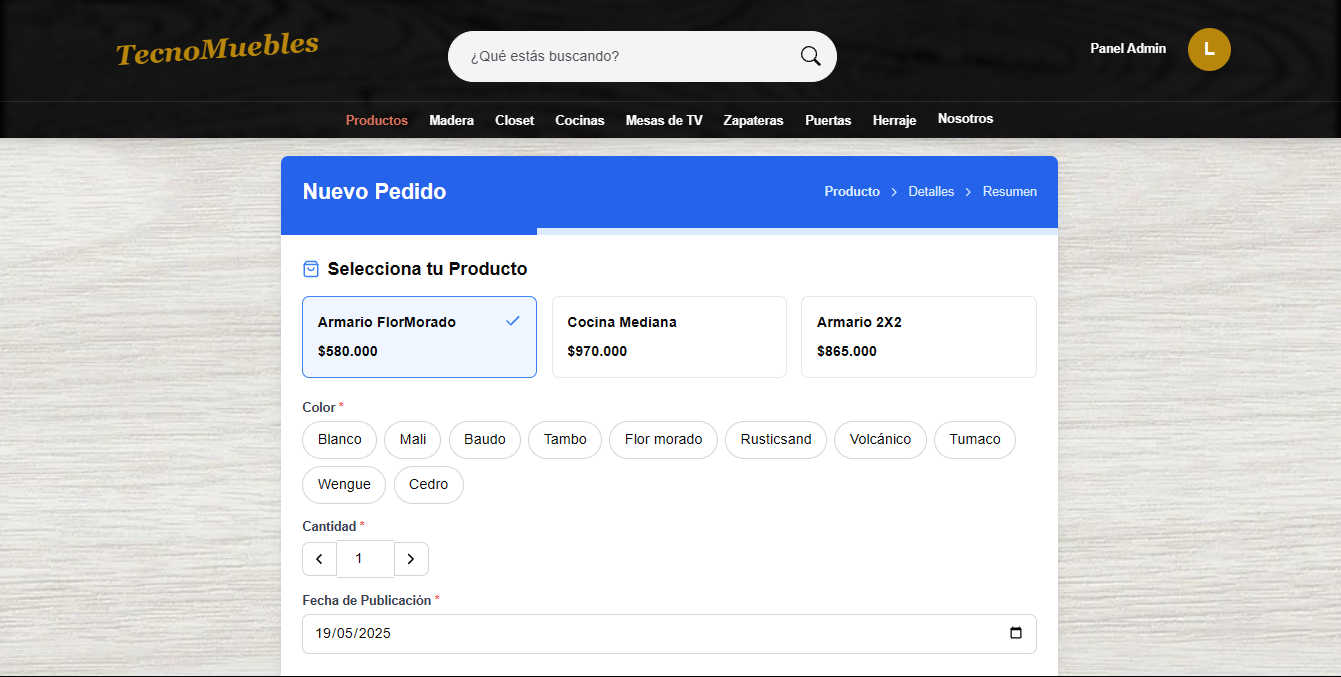 TecnoMuebles
¿Qué estás buscando?
Panel Admin
L
Productos Madera Closet Cocinas Mesas de TV Zapateras Puertas Herraje Nosotros
Nuevo Pedido
Producto > Detalles > Resumen
Selecciona tu Producto
Armario FlorMorado
$580.000
Cocina Mediana
$970.000
Armario 2X2
$865.000
Color *
Blanco Mali Baudo Tambo Flor morado Rusticsand Volcánico Tumaco
Wengue Cedro
Cantidad *
1
Fecha de Publicación *
19/05/2025